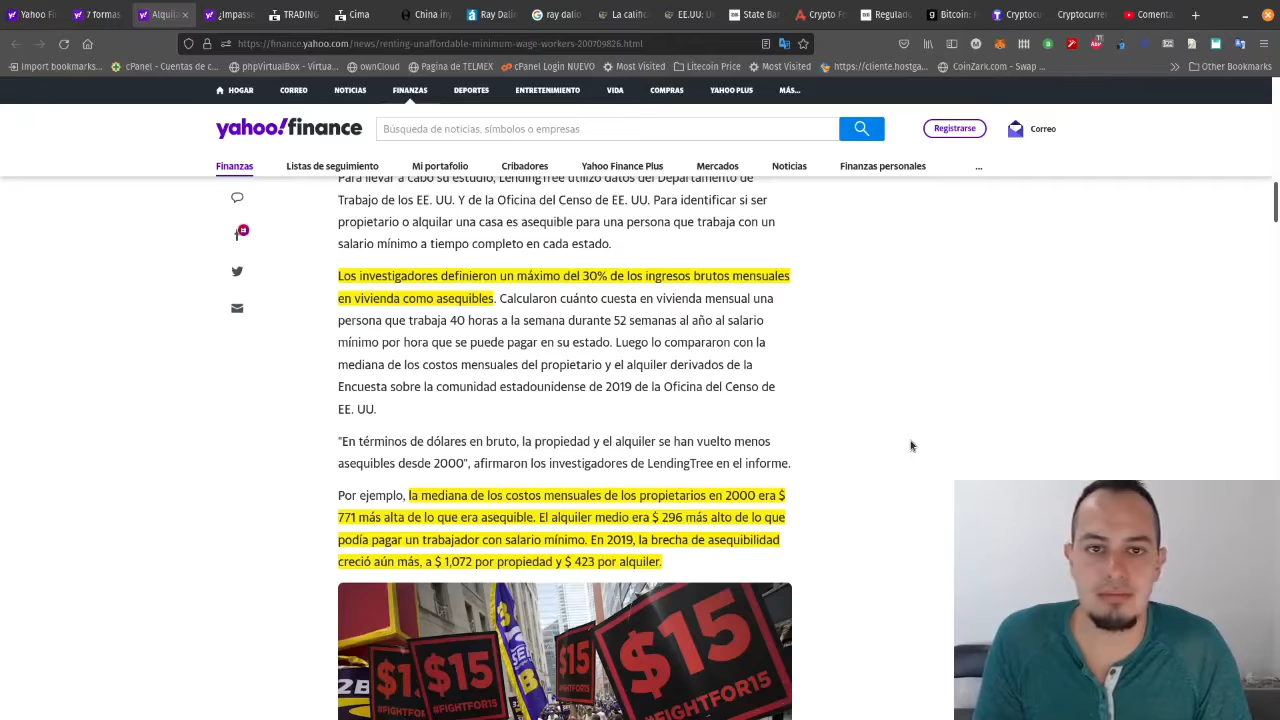 Yahoo Fi
7 formas
Alquila
¿Impues
TRADING
Cota
Ray Dalio
ray dalio
la calific
EE.UU:
State Bar
Crypto Fo
Regulado
Bitcoin: F
Cryptocu
Cryptocurrenc
Comenta
https://finance.yahoo.com/news/renting-unaffordable-minimum-wage-workers-200709826.html
Import bookmarks...
cPanel - Cuentas de c...
phpVirtualBox - Virtua...
ownCloud
Pagina de TELMEX
cPanel LOGIN NUEVO
Most Visited
Litecoin Price
Most Visited
https://cliente.hostga...
CoinZark.com - Swap ...
Other Bookmarks
HOGAR
CORREO
NOTICIAS
FINANZAS
DEPORTES
ENTRETENIMIENTO
VIDA
COMPRAS
YAHOO PLUS
MÁS...
yahoo!finance
Búsqueda de noticias, símbolos o empresas
Registrarse
Correo
Finanzas
Listas de seguimiento
Mi portafolio
Cribadores
Yahoo Finance Plus
Mercados
Noticias
Finanzas personales
...
Para llevar a cabo su estudio, LendingTree utilizó datos del Departamento de
Trabajo de los EE. UU. Y de la Oficina del Censo de EE. UU. Para identificar si ser
propietario o alquilar una casa es asequible para una persona que trabaja con un
salario mínimo a tiempo completo en cada estado.
Los investigadores definieron un máximo del 30% de los ingresos brutos mensuales
en vivienda como asequibles. Calcularon cuánto cuesta en vivienda mensual una
persona que trabaja 40 horas a la semana durante 52 semanas al año al salario
mínimo por hora que se puede pagar en su estado. Luego lo compararon con la
mediana de los costos mensuales del propietario y el alquiler derivados de la
Encuesta sobre la comunidad estadounidense de 2019 de la Oficina del Censo de
EE. UU.
"En términos de dólares en bruto, la propiedad y el alquiler se han vuelto menos
asequibles desde 2000", afirmaron los investigadores de LendingTree en el informe.
Por ejemplo, la mediana de los costos mensuales de los propietarios en 2000 era $
771 más alta de lo que era asequible. El alquiler medio era $ 296 más alto de lo que
podía pagar un trabajador con salario mínimo. En 2019, la brecha de asequibilidad
creció aún más, a $ 1,072 por propiedad y $ 423 por alquiler.
$15
$15
$15
#FIGHTFOR15
#FIGHTFOR15
#FIGHTFOR15